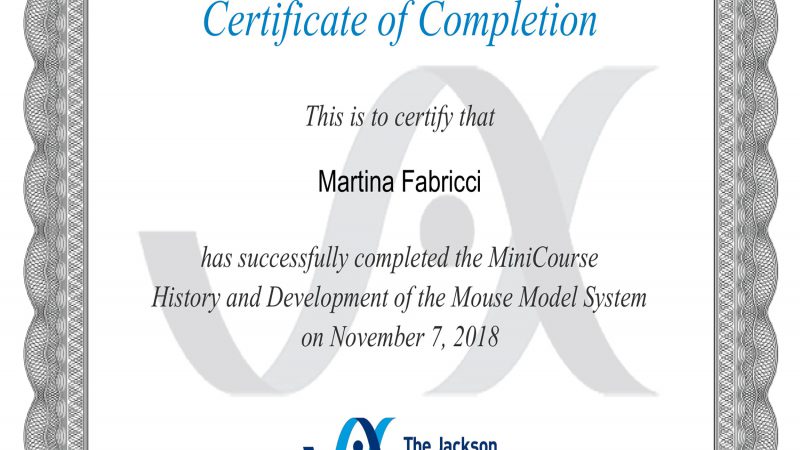 Certificate of Completion
This is to certify that
Martina Fabricci
has successfully completed the MiniCourse
History and Development of the Mouse Model System
on November 7, 2018
The Jackson